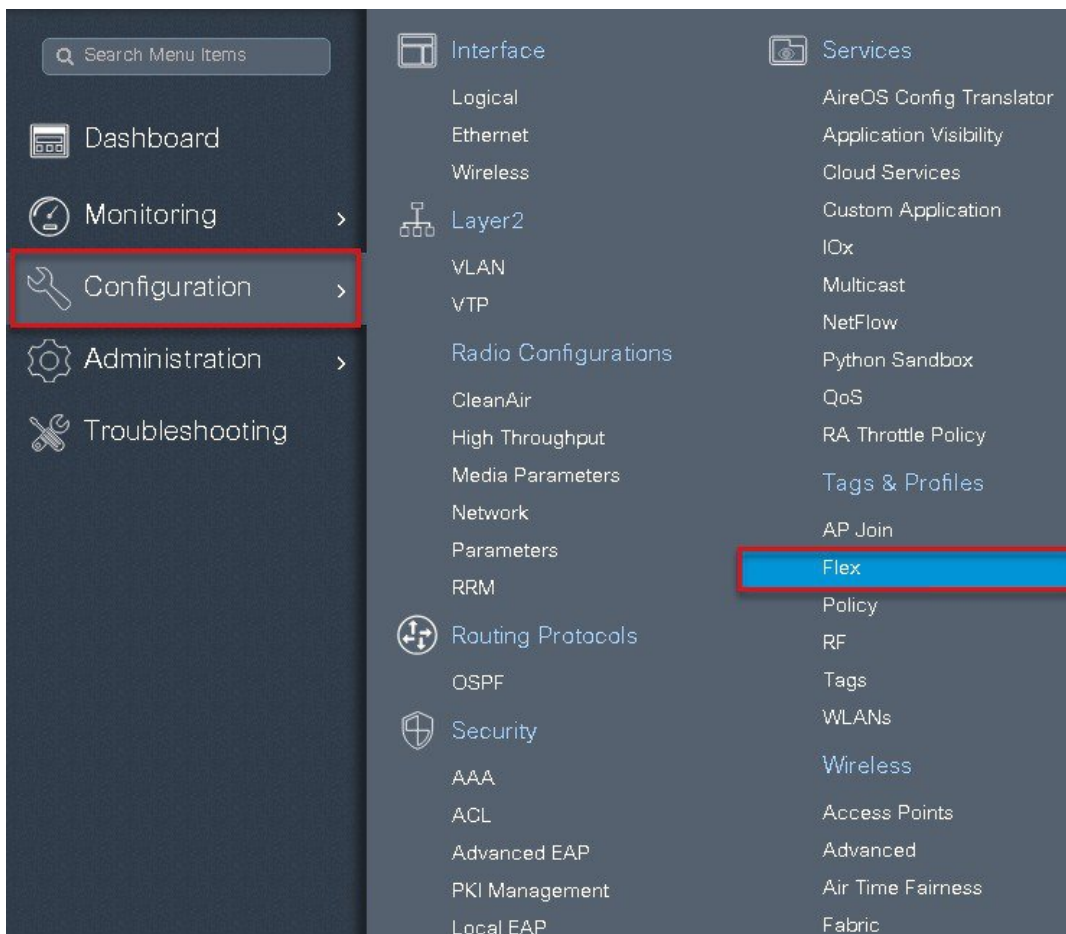 Search Menu Items
Dashboard
Monitoring
Configuration
Administration
Troubleshooting
Interface
Logical
Ethernet
Wireless
Layer2
VLAN
VTP
Radio Configurations
CleanAir
High Throughput
Media Parameters
Network
Parameters
RRM
Routing Protocols
OSPF
Security
AAA
ACL
Advanced EAP
PKI Management
Local EAP
Services
AireOS Config Translator
Application Visibility
Cloud Services
Custom Application
IOx
Multicast
NetFlow
Python Sandbox
QoS
RA Throttle Policy
Tags & Profiles
AP Join
Flex
Policy
RF
Tags
WLANs
Wireless
Access Points
Advanced
Air Time Fairness
Fabric